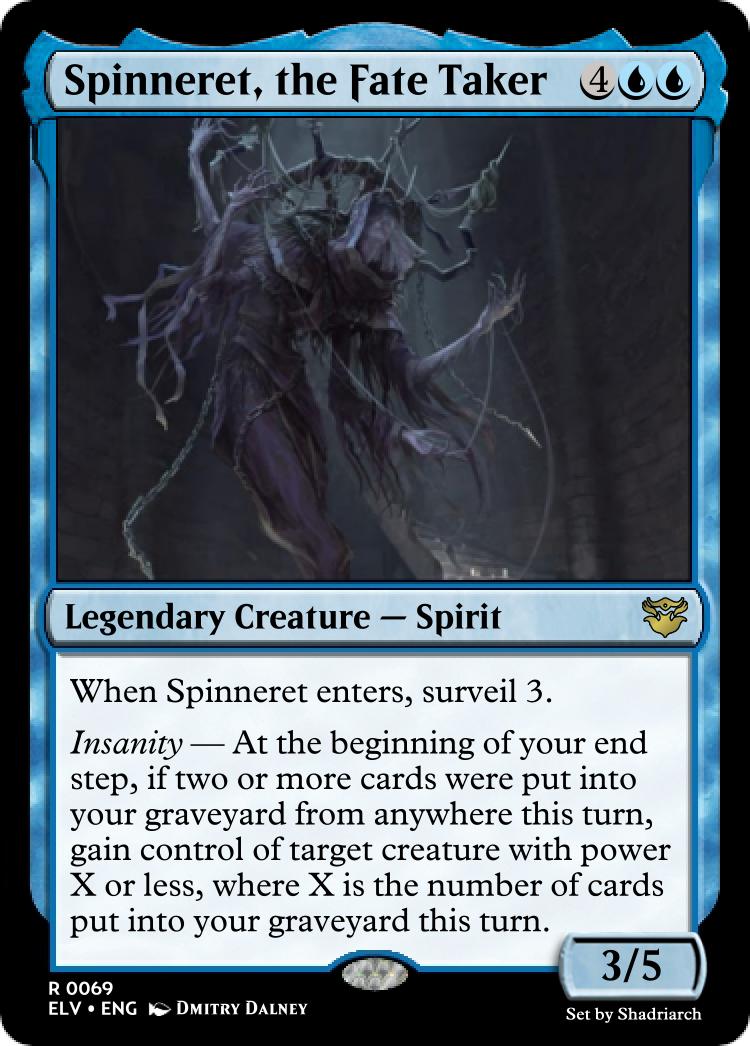 Spinneret, the Fate Taker 4
Legendary Creature — Spirit
When Spinneret enters, surveil 3.
Insanity — At the beginning of your end
step, if two or more cards were put into
your graveyard from anywhere this turn,
gain control of target creature with power
X or less, where X is the number of cards
put into your graveyard this turn.
3/5
R 0069
ELV • ENG Dmitry Dalney
Set by Shadriarch